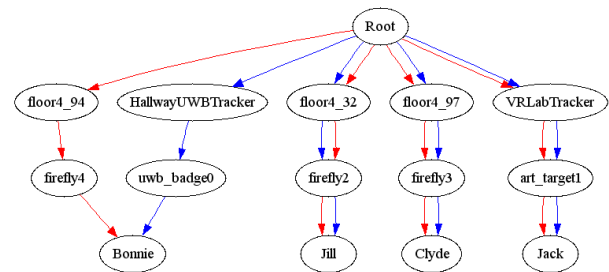 Root
floor4_94
HallwayUWBTracker
floor4_32
floor4_97
VRLabTracker
firefly4
uwb_badge0
firefly2
firefly3
art_target1
Bonnie
Jill
Clyde
Jack